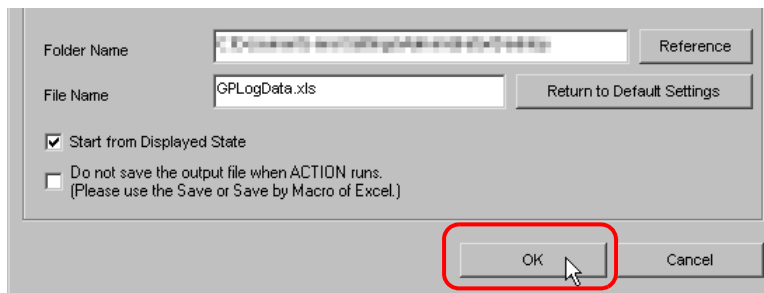 Folder Name
Reference
File Name
GPLogData.xls
Return to Default Settings
Start from Displayed State
Do not save the output file when ACTION runs.
(Please use the Save or Save by Macro of Excel.)
OK
Cancel